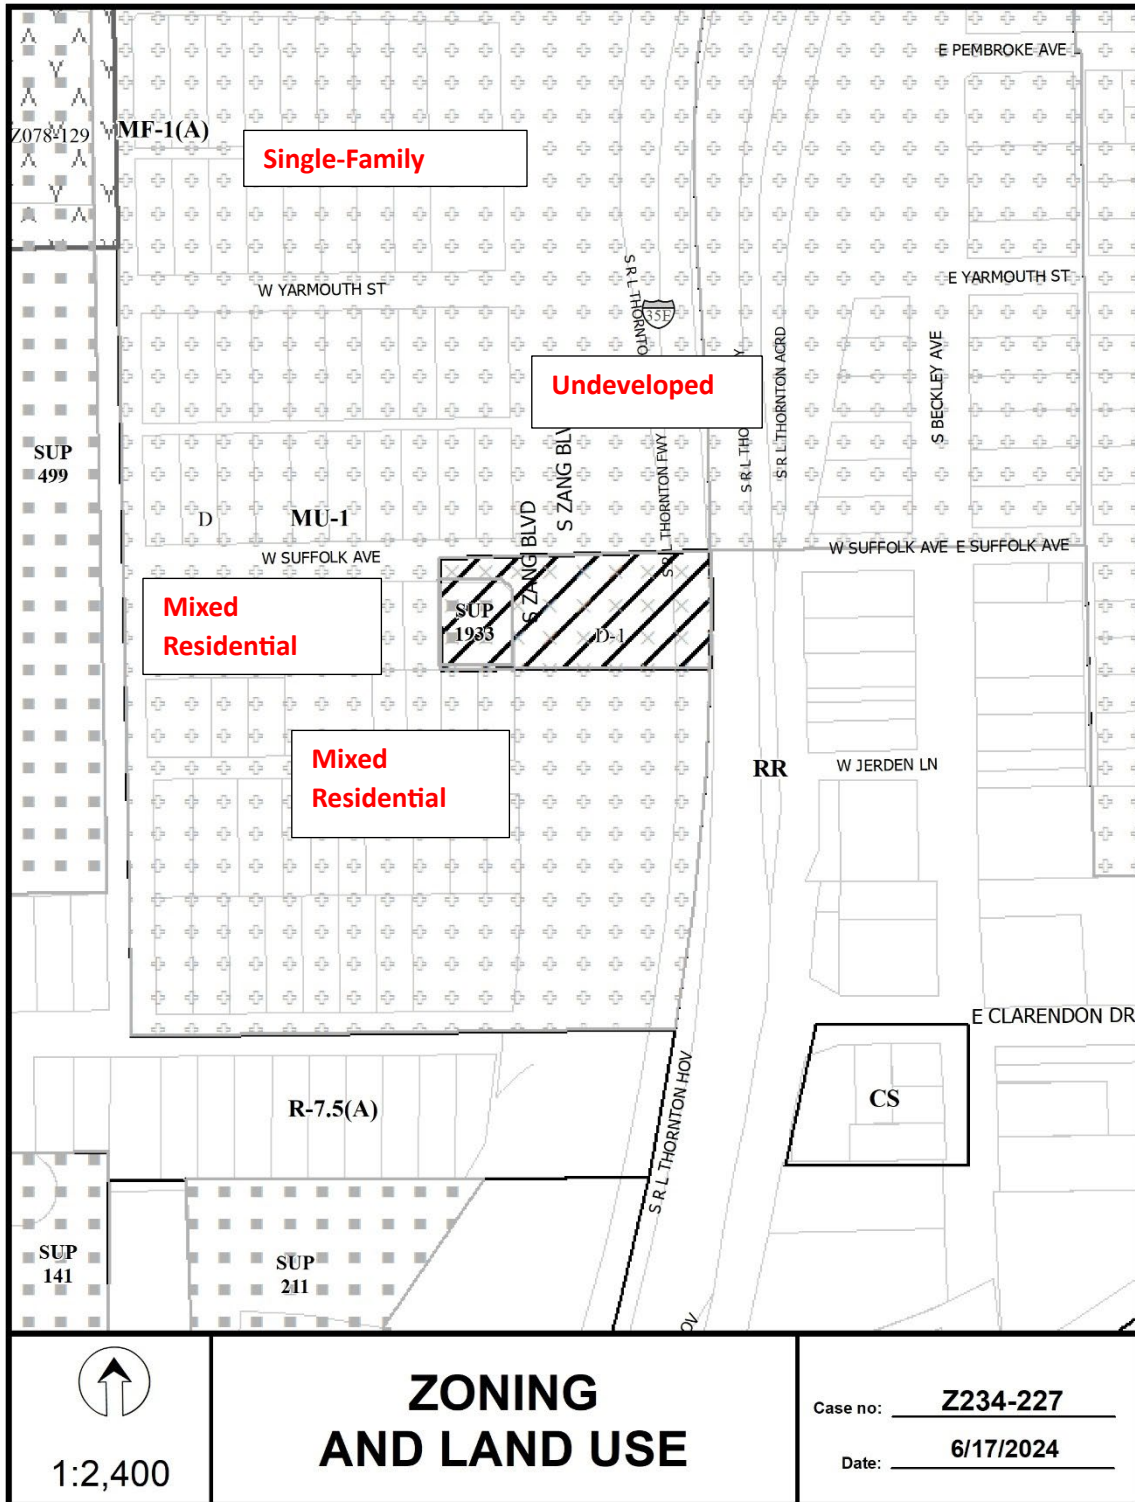 E PEMBROKE AVE
Z078-129
MF-1(A)
Single-Family
W YARMOUTH ST
E YARMOUTH ST
S R L THORNTO
35E
Undeveloped
Y
S R L THORNTON ACRD
S BECKLEY AVE
SUP
499
S ZANG BLV
S R L THORNTON FWY
S R L THO
D
MU-1
S ZANG BLVD
W SUFFOLK AVE
W SUFFOLK AVE
E SUFFOLK AVE
Mixed
Residential
SUP
1933
D-1
Mixed
Residential
RR
W JERDEN LN
E CLARENDON DR
R-7.5(A)
S R L THORNTON HOV
CS
SUP
141
SUP
211
OV
1:2,400
ZONING
AND LAND USE
Case no: Z234-227
Date: 6/17/2024